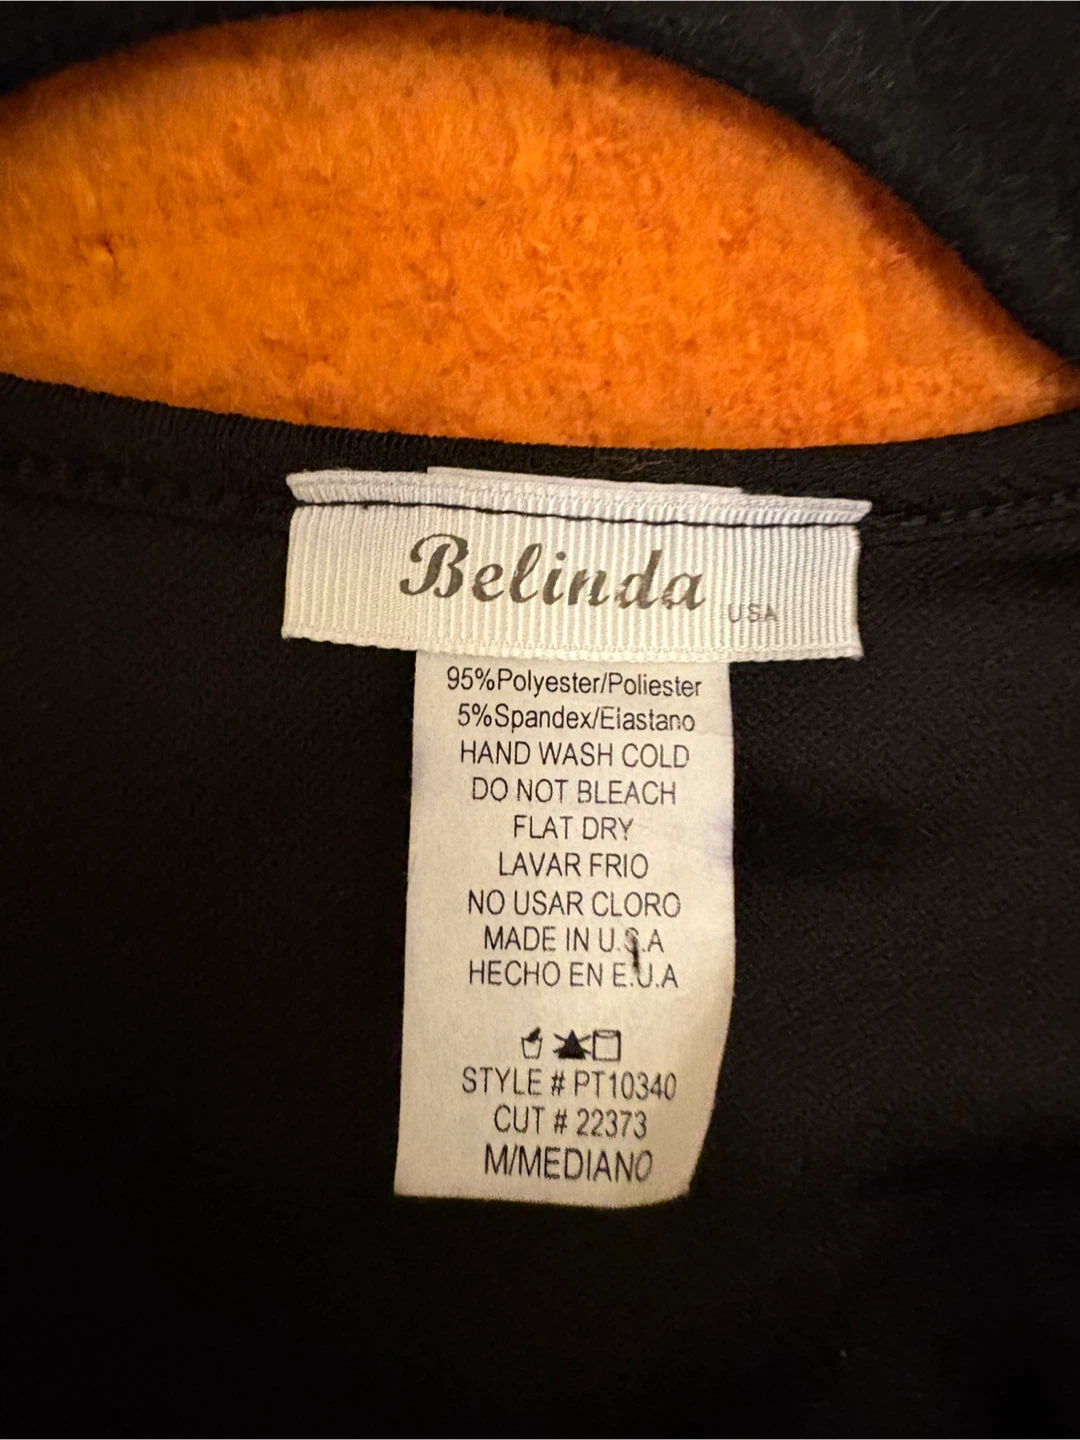 Belinda USA
95%Polyester/Poliester
5%Spandex/Elastano
HAND WASH COLD
DO NOT BLEACH
FLAT DRY
LAVAR FRIO
NO USAR CLORO
MADE IN U.S.A
HECHO EN E.U.A
STYLE # PT10340
CUT # 22373
M/MEDIANO